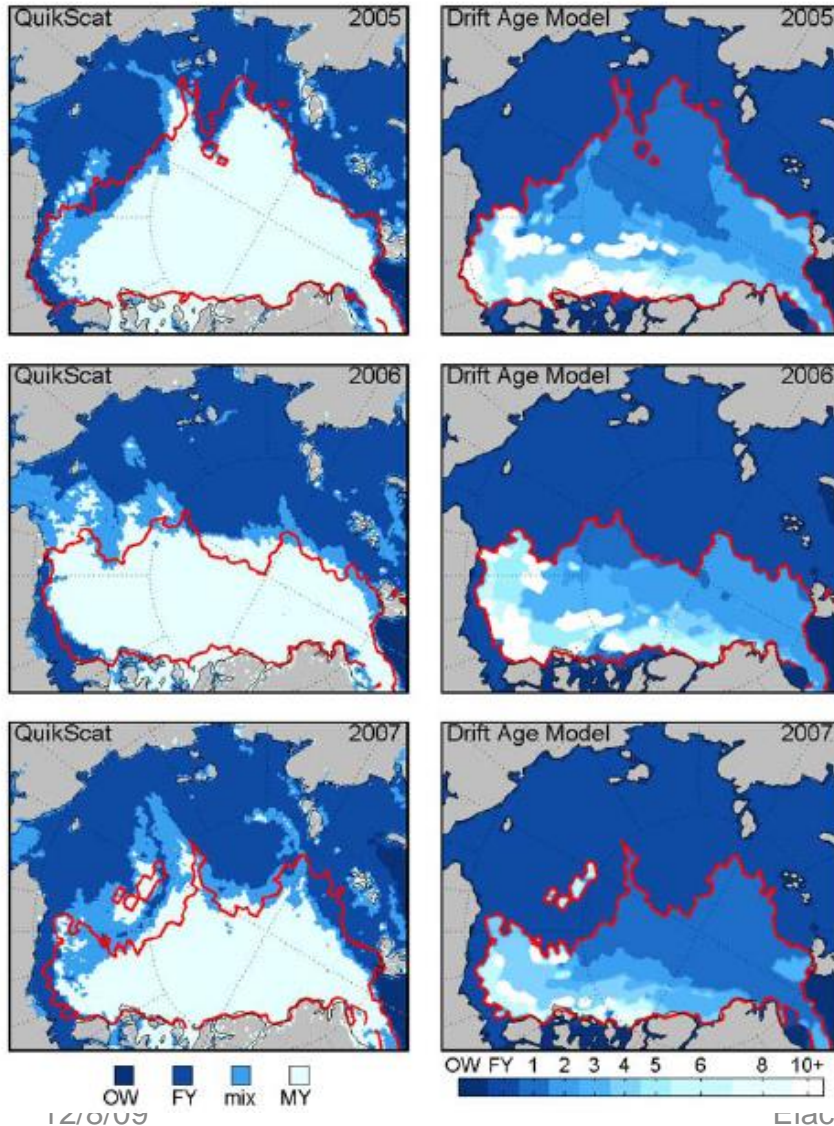 QuikScat 2005
Drift Age Model 2005
QuikScat 2006
Drift Age Model 2006
QuikScat 2007
Drift Age Model 2007
OW FY mix MY
OW FY 1 2 3 4 5 6 8 10+
12/8/09